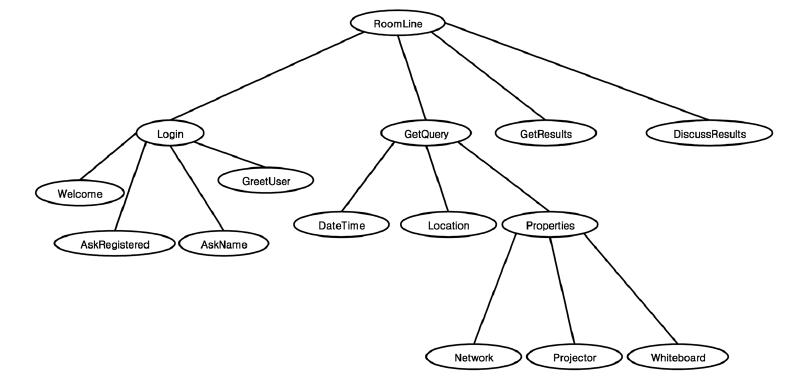 RoomLine
Login
GetQuery
GetResults
DiscussResults
Welcome
GreetUser
AskRegistered
AskName
DateTime
Location
Properties
Network
Projector
Whiteboard